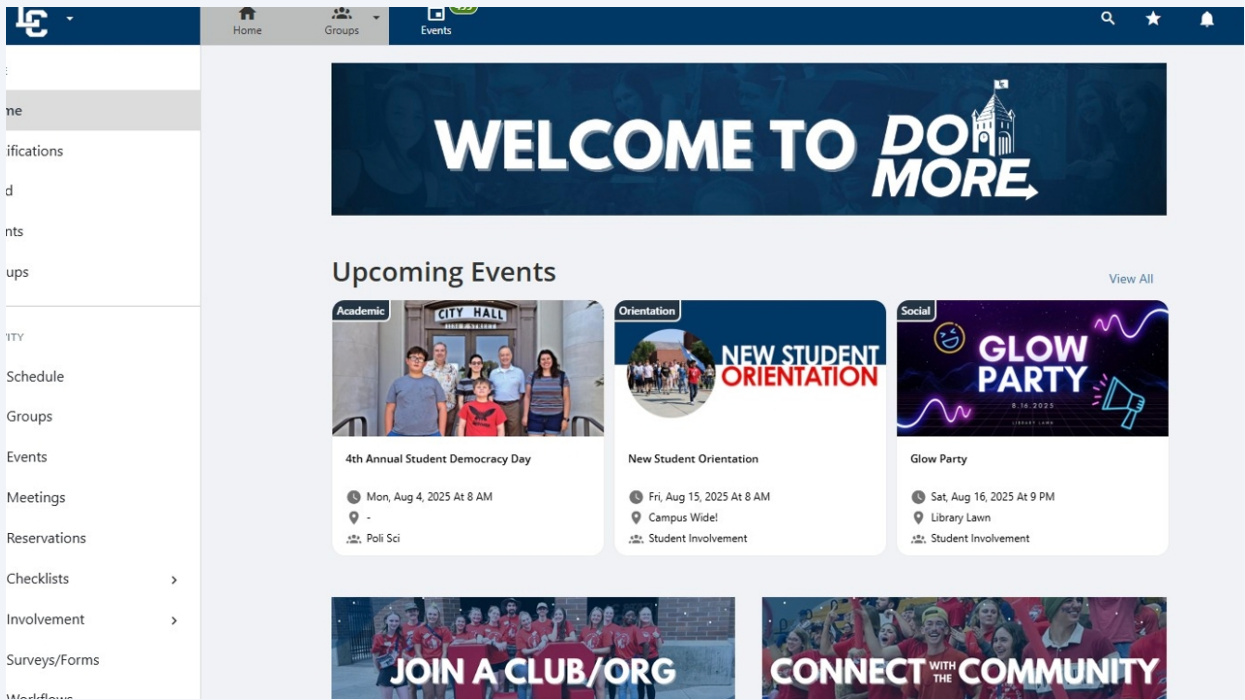 LC
Home
Groups
Events
me
ifications
d
nts
ups
ITY
Schedule
Groups
Events
Meetings
Reservations
Checklists
Involvement
Surveys/Forms
Workflows
WELCOME TO DO MORE
Upcoming Events
View All
Academic
CITY HALL
4th Annual Student Democracy Day
Mon, Aug 4, 2025 At 8 AM
-
Poli Sci
Orientation
NEW STUDENT
ORIENTATION
New Student Orientation
Fri, Aug 15, 2025 At 8 AM
Campus Wide!
Student Involvement
Social
GLOW
PARTY
8.16.2025
LIBRARY LAWN
Glow Party
Sat, Aug 16, 2025 At 9 PM
Library Lawn
Student Involvement
JOIN A CLUB/ORG
CONNECT WITH THE COMMUNITY